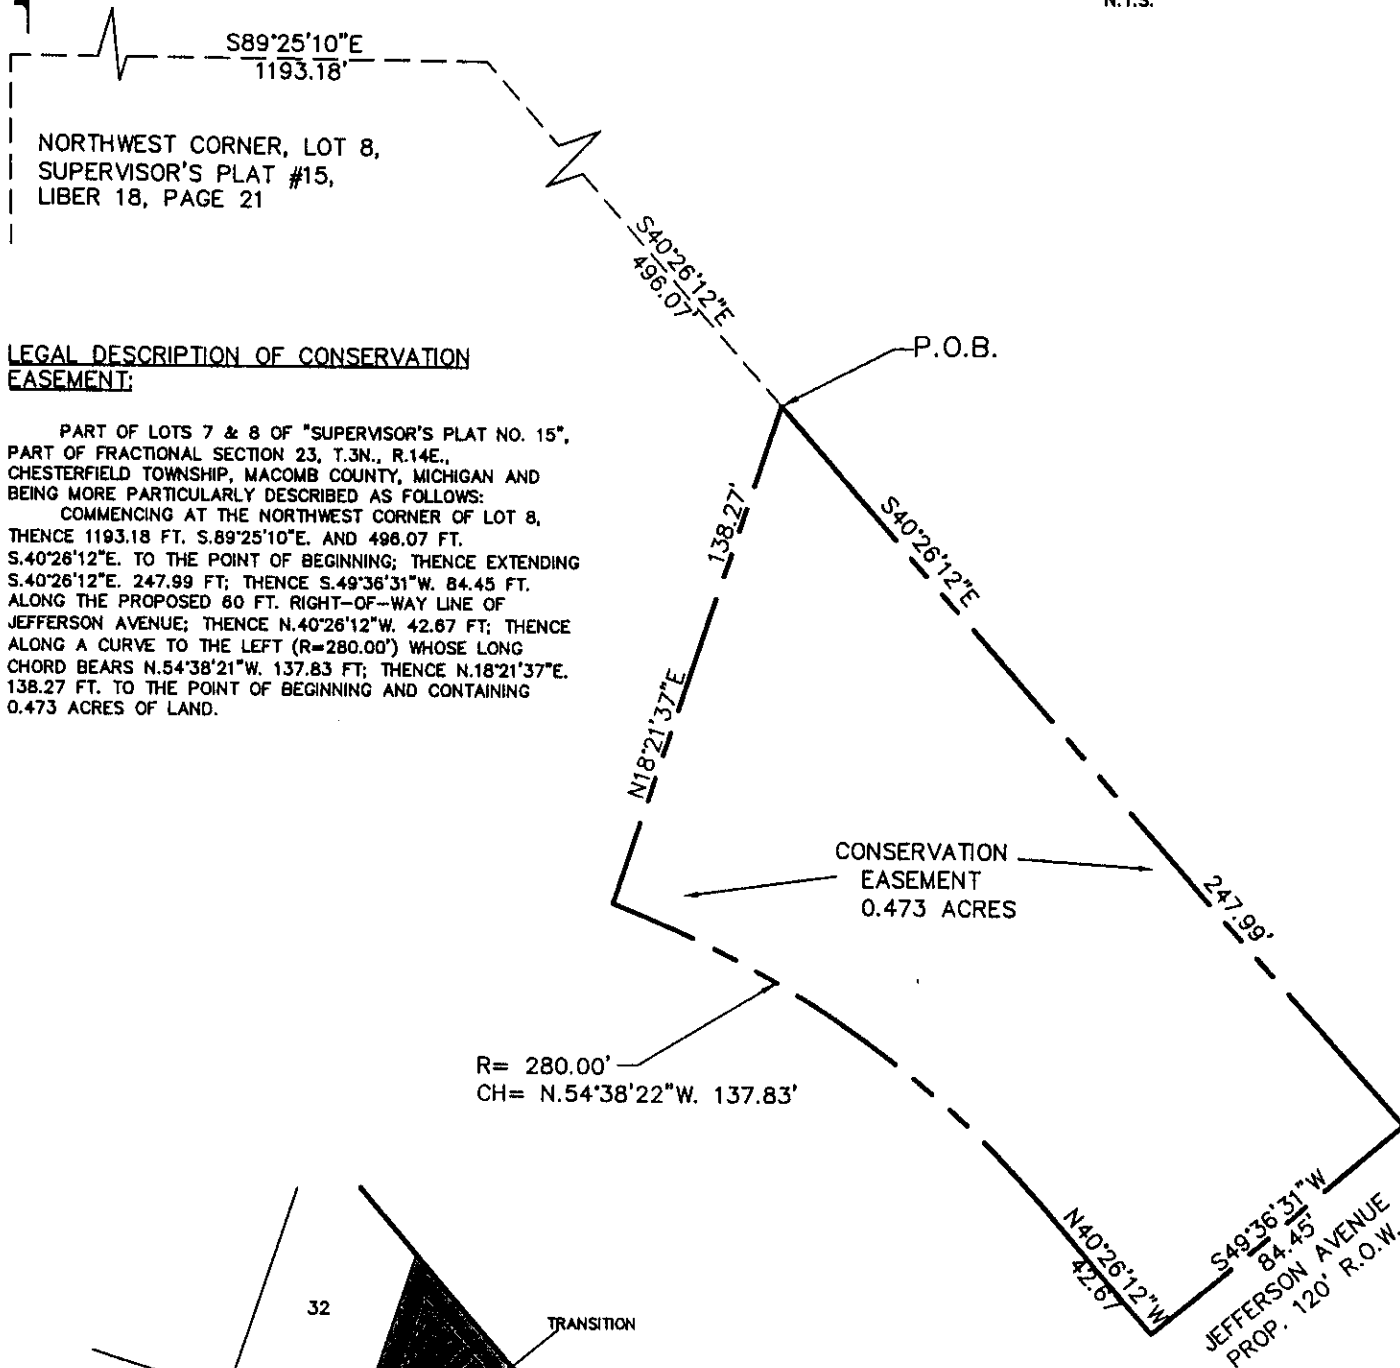 N.T.S.
S89°25'10"E
1193.18'
NORTHWEST CORNER, LOT 8,
SUPERVISOR'S PLAT #15,
LIBER 18, PAGE 21
S40°26'12"E
496.07'
P.O.B.
LEGAL DESCRIPTION OF CONSERVATION
EASEMENT:
PART OF LOTS 7 & 8 OF "SUPERVISOR'S PLAT NO. 15",
PART OF FRACTIONAL SECTION 23, T.3N., R.14E.,
CHESTERFIELD TOWNSHIP, MACOMB COUNTY, MICHIGAN AND
BEING MORE PARTICULARLY DESCRIBED AS FOLLOWS:
COMMENCING AT THE NORTHWEST CORNER OF LOT 8,
THENCE 1193.18 FT. S.89°25'10"E. AND 496.07 FT.
S.40°26'12"E. TO THE POINT OF BEGINNING; THENCE EXTENDING
S.40°26'12"E. 247.99 FT; THENCE S.49°36'31"W. 84.45 FT.
ALONG THE PROPOSED 60 FT. RIGHT-OF-WAY LINE OF
JEFFERSON AVENUE; THENCE N.40°26'12"W. 42.67 FT; THENCE
ALONG A CURVE TO THE LEFT (R=280.00') WHOSE LONG
CHORD BEARS N.54°38'21"W. 137.83 FT; THENCE N.18°21'37"E.
138.27 FT. TO THE POINT OF BEGINNING AND CONTAINING
0.473 ACRES OF LAND.
138.27'
N18°21'37"E
S40°26'12"E
247.99'
CONSERVATION
EASEMENT
0.473 ACRES
R= 280.00'
CH= N.54°38'22"W. 137.83'
N40°26'12"W
42.67
S49°36'31"W
84.45'
JEFFERSON AVENUE
PROP. 120' R.O.W.
32
TRANSITION